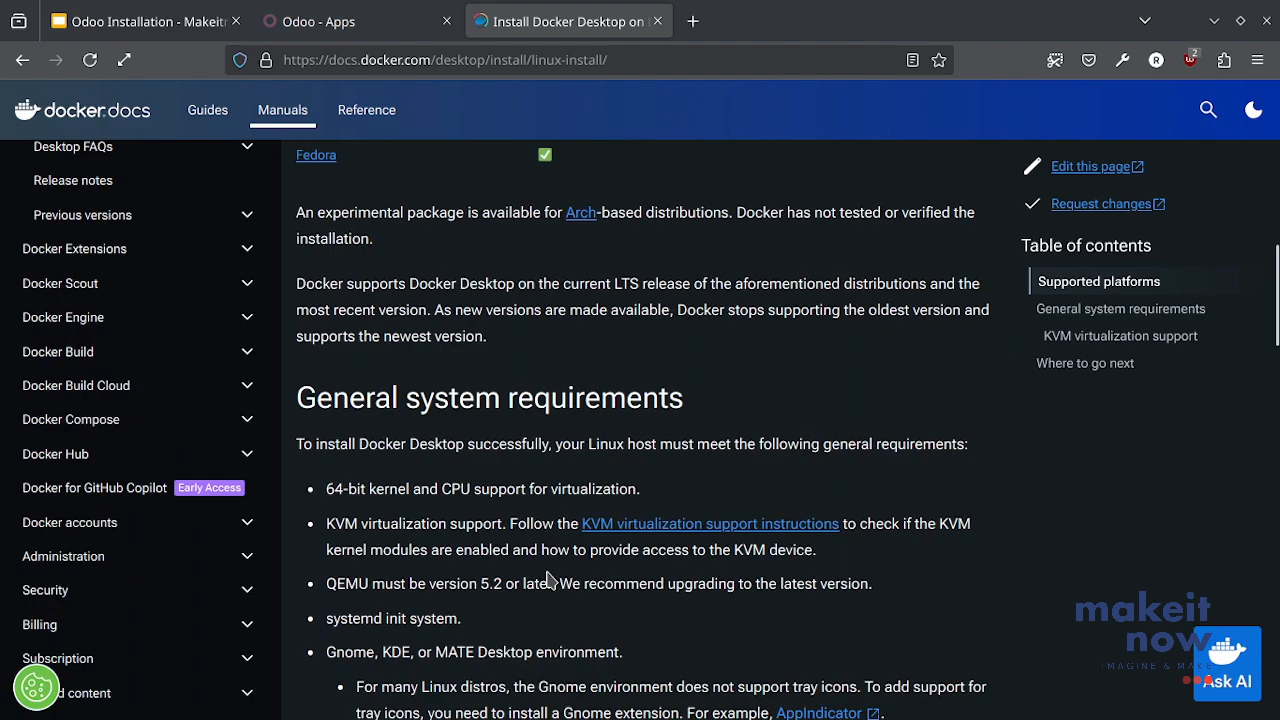 Odoo Installation - Makeitr
Odoo - Apps
Install Docker Desktop on
https://docs.docker.com/desktop/install/linux-install/
2
docker.docs
Guides
Manuals
Reference
Desktop FAQs
Release notes
Previous versions
Docker Extensions
Docker Scout
Docker Engine
Docker Build
Docker Build Cloud
Docker Compose
Docker Hub
Docker for GitHub Copilot Early Access
Docker accounts
Administration
Security
Billing
Subscription
d content
Fedora
An experimental package is available for Arch-based distributions. Docker has not tested or verified the
installation.
Docker supports Docker Desktop on the current LTS release of the aforementioned distributions and the
most recent version. As new versions are made available, Docker stops supporting the oldest version and
supports the newest version.
General system requirements
To install Docker Desktop successfully, your Linux host must meet the following general requirements:
• 64-bit kernel and CPU support for virtualization.
• KVM virtualization support. Follow the KVM virtualization support instructions to check if the KVM
kernel modules are enabled and how to provide access to the KVM device.
• QEMU must be version 5.2 or later. We recommend upgrading to the latest version.
• systemd init system.
• Gnome, KDE, or MATE Desktop environment.
• For many Linux distros, the Gnome environment does not support tray icons. To add support for
tray icons, you need to install a Gnome extension. For example, AppIndicator.
Edit this page
Request changes
Table of contents
Supported platforms
General system requirements
KVM virtualization support
Where to go next
makeit
now
IMAGINE & MAKE
Ask AI